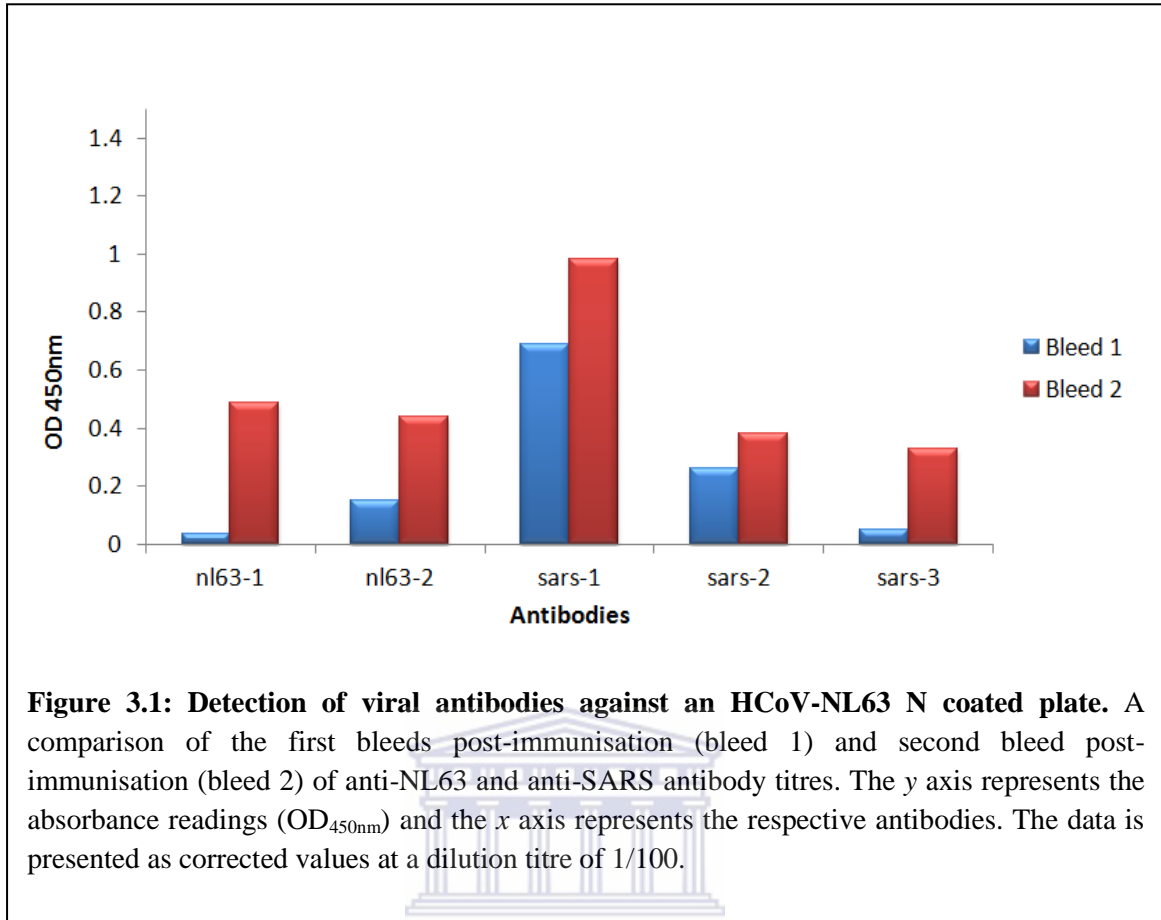 1.4
1.2
1
0.8
0.6
0.4
0.2
0
OD 450nm
nl63-1 nl63-2 sars-1 sars-2 sars-3
Antibodies
Bleed 1
Bleed 2
Figure 3.1: Detection of viral antibodies against an HCoV-NL63 N coated plate. A
comparison of the first bleeds post-immunisation (bleed 1) and second bleed post-
immunisation (bleed 2) of anti-NL63 and anti-SARS antibody titres. The y axis represents the
absorbance readings (OD450nm) and the x axis represents the respective antibodies. The data is
presented as corrected values at a dilution titre of 1/100.